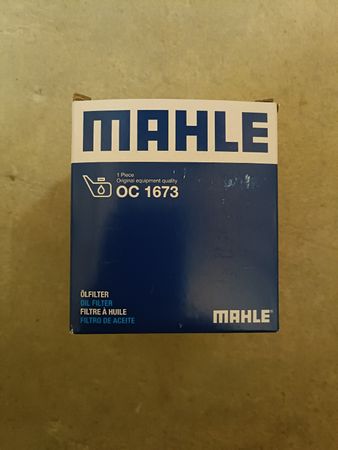 MAHLE
1 Piece
Original equipment quality
OC 1673
ÖLFILTER
OIL FILTER
FILTRE À HUILE
FILTRO DE ACEITE
MAHLE